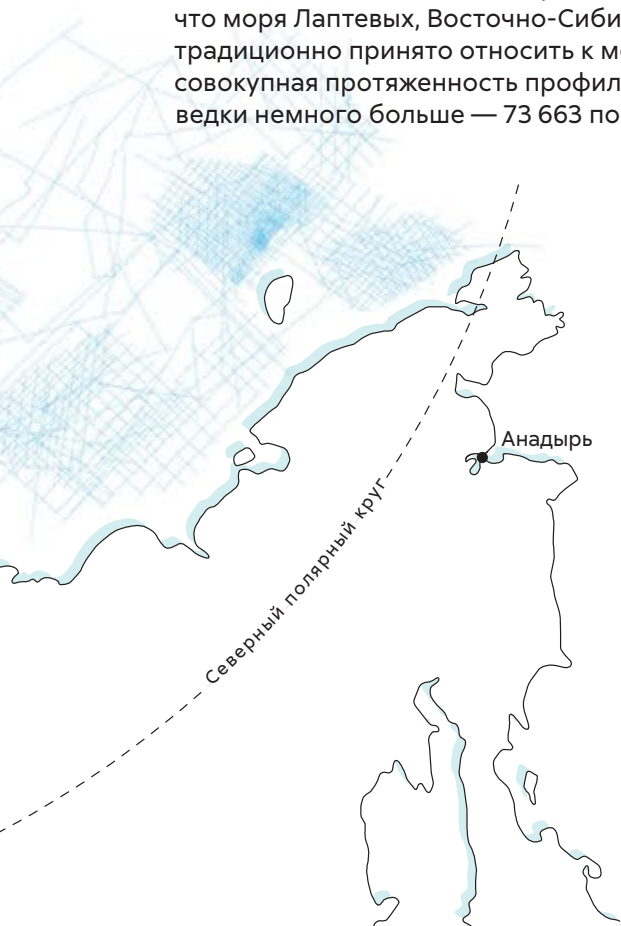 что моря Лаптевых, Восточно-Сиби
традиционно принято относить к м
совокупная протяженность профил
ведки немного больше — 73 663 по
Анадырь
Северный полярный круг